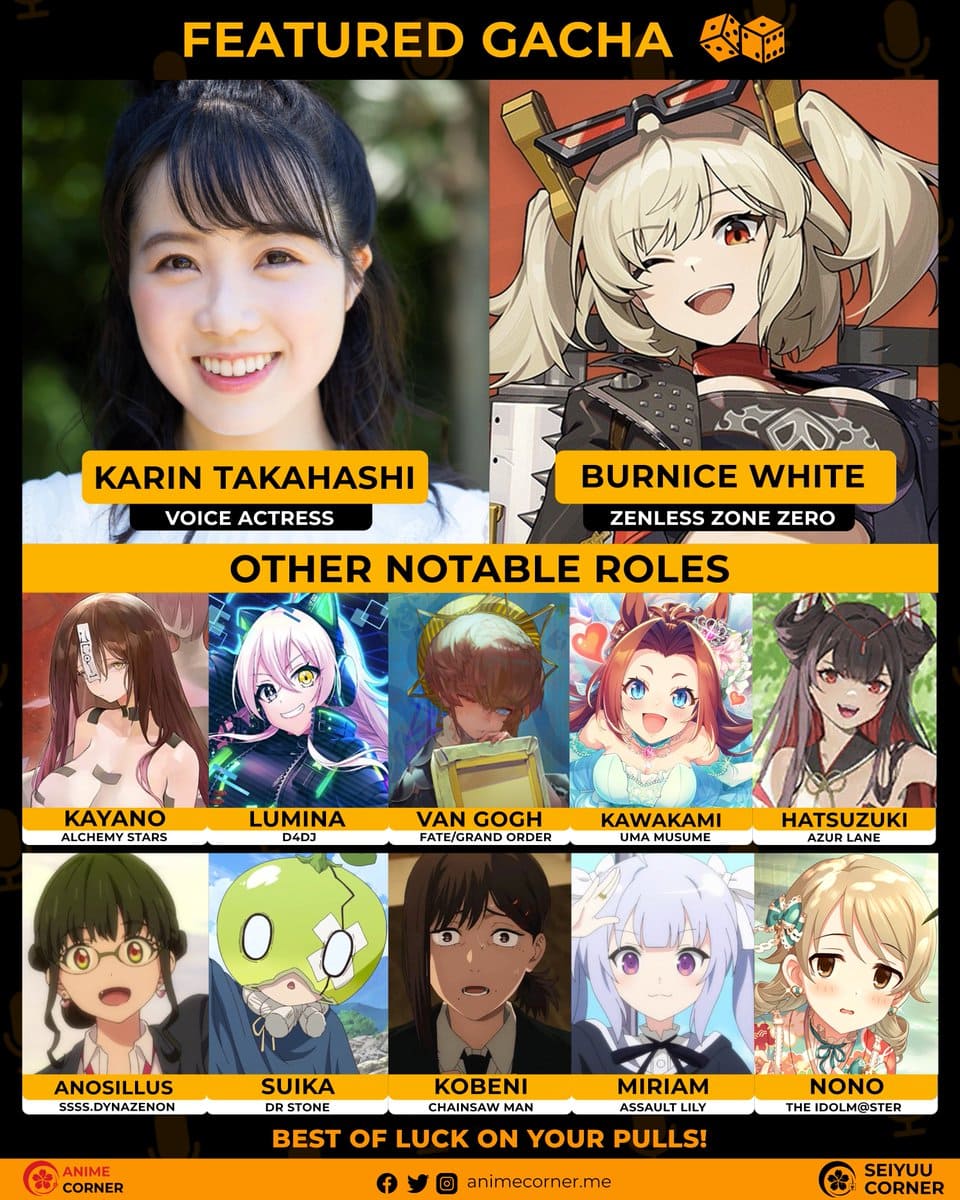 FEATURED GACHA
KARIN TAKAHASHI
VOICE ACTRESS
BURNICE WHITE
ZENLESS ZONE ZERO
OTHER NOTABLE ROLES
KAYANO
ALCHEMY STARS
LUMINA
D4DJ
VAN GOGH
FATE/GRAND ORDER
KAWAKAMI
UMA MUSUME
HATSUZUKI
AZUR LANE
ANOSILLUS
SSSS.DYNAZENON
SUIKA
DR STONE
KOBENI
CHAINSAW MAN
MIRIAM
ASSAULT LILY
NONO
THE IDOLM@STER
BEST OF LUCK ON YOUR PULLS!
ANIME
CORNER
animecorner.me
SEIYUU
CORNER